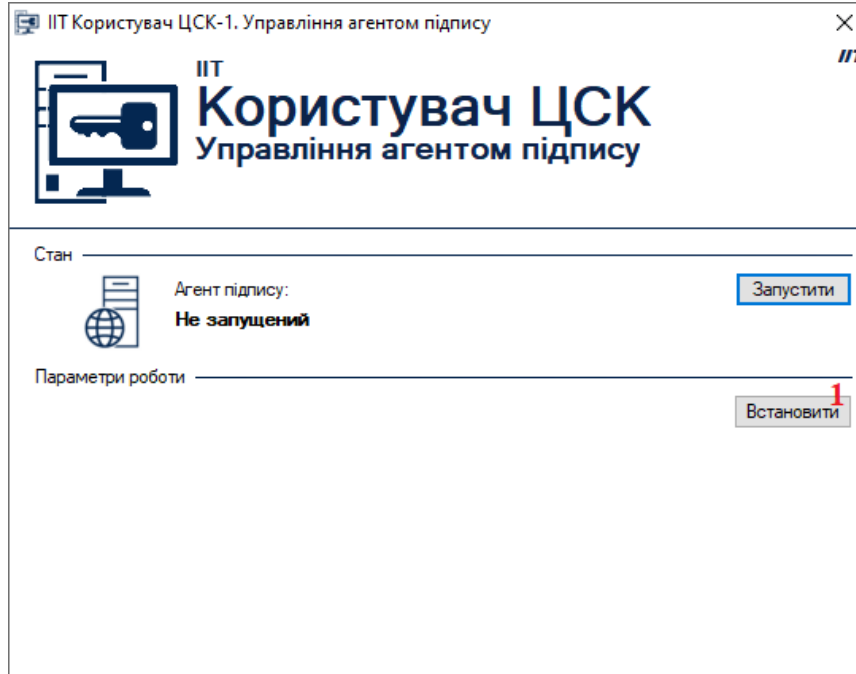 ІІТ Користувач ЦСК-1. Управління агентом підпису
ІІТ
ІІТ
Користувач ЦСК
Управління агентом підпису
Стан
Агент підпису:
Запустити
Не запущений
Параметри роботи
1
Встановити